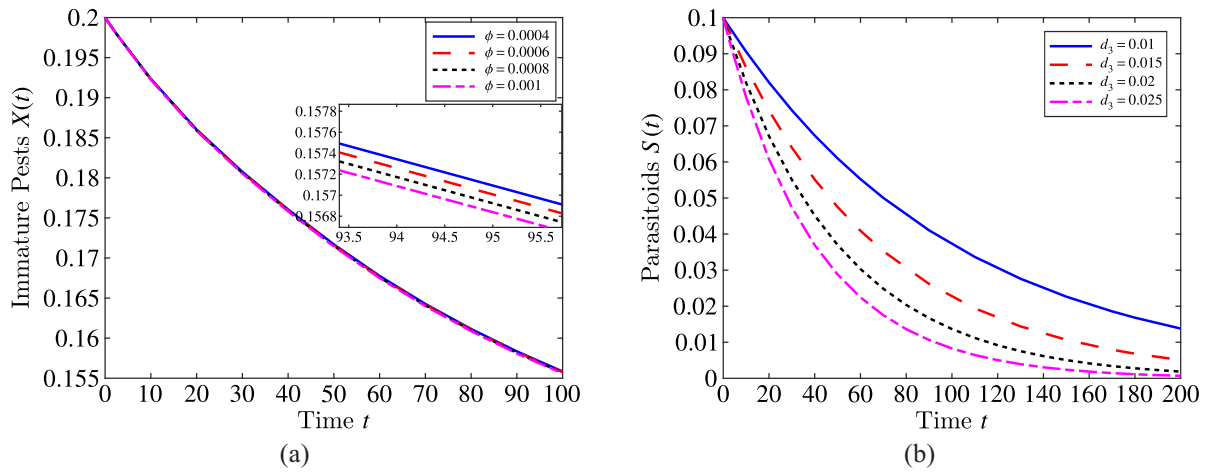 0.2
0.195
0.19
0.185
0.18
0.175
0.17
0.165
0.16
0.155
Immature Pests X(t)
ϕ = 0.0004
ϕ = 0.0006
ϕ = 0.0008
ϕ = 0.001
0.1578
0.1576
0.1574
0.1572
0.157
0.1568
93.5
94
94.5
95
95.5
0 10 20 30 40 50 60 70 80 90 100
Time t
(a)
0.1
0.09
0.08
0.07
0.06
0.05
0.04
0.03
0.02
0.01
0
Parasitoids S(t)
d₃ = 0.01
d₃ = 0.015
d₃ = 0.02
d₃ = 0.025
0 20 40 60 80 100 120 140 160 180 200
Time t
(b)